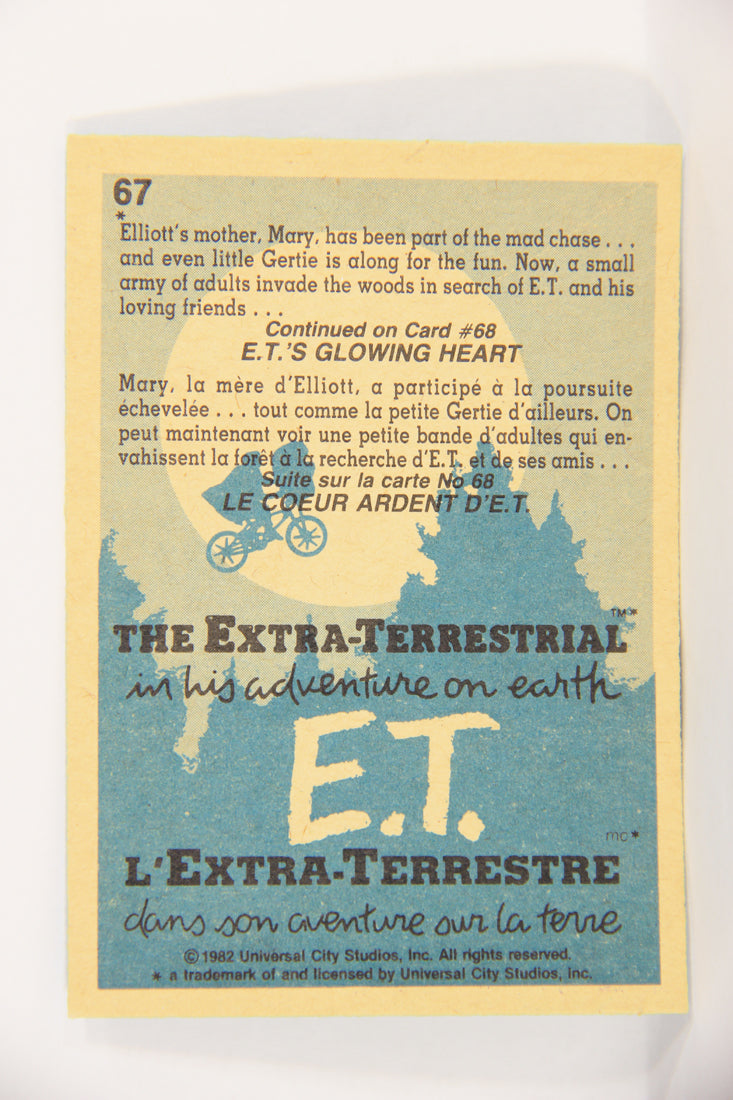 67
*
Elliott's mother, Mary, has been part of the mad chase . . .
and even little Gertie is along for the fun. Now, a small
army of adults invade the woods in search of E.T. and his
loving friends . . .
Continued on Card #68
E.T.'S GLOWING HEART
Mary, la mère d'Elliott, a participé à la poursuite
échevelée . . . tout comme la petite Gertie d'ailleurs. On
peut maintenant voir une petite bande d'adultes qui en-
vahissent la forêt à la recherche d'E.T. et de ses amis . . .
Suite sur la carte No 68
LE COEUR ARDENT D'E.T.
THE EXTRA-TERRESTRIAL TM*
in his adventure on earth
E.T.
mc*
L'EXTRA-TERRESTRE
dans son aventure sur la terre
©1982 Universal City Studios, Inc. All rights reserved.
* a trademark of and licensed by Universal City Studios, Inc.